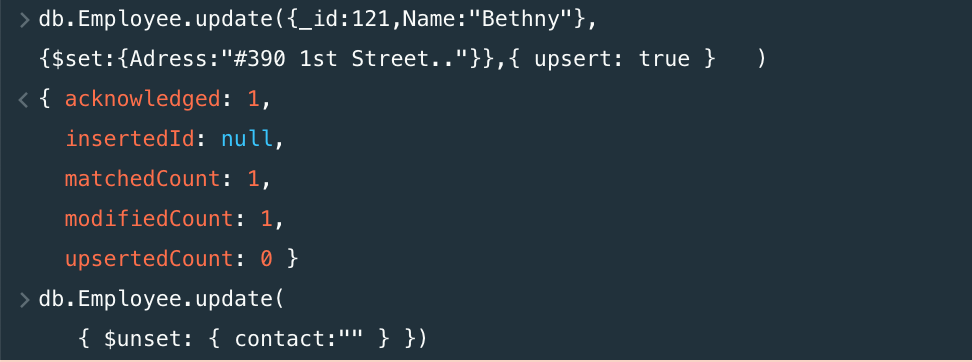 > db.Employee.update({_id:121,Name:"Bethny"},
{$set:{Adress:"#390 1st Street.."}},{ upsert: true }   )
< { acknowledged: 1,
insertedId: null,
matchedCount: 1,
modifiedCount: 1,
upsertedCount: 0 }
> db.Employee.update(
{ $unset: { contact:"" } })